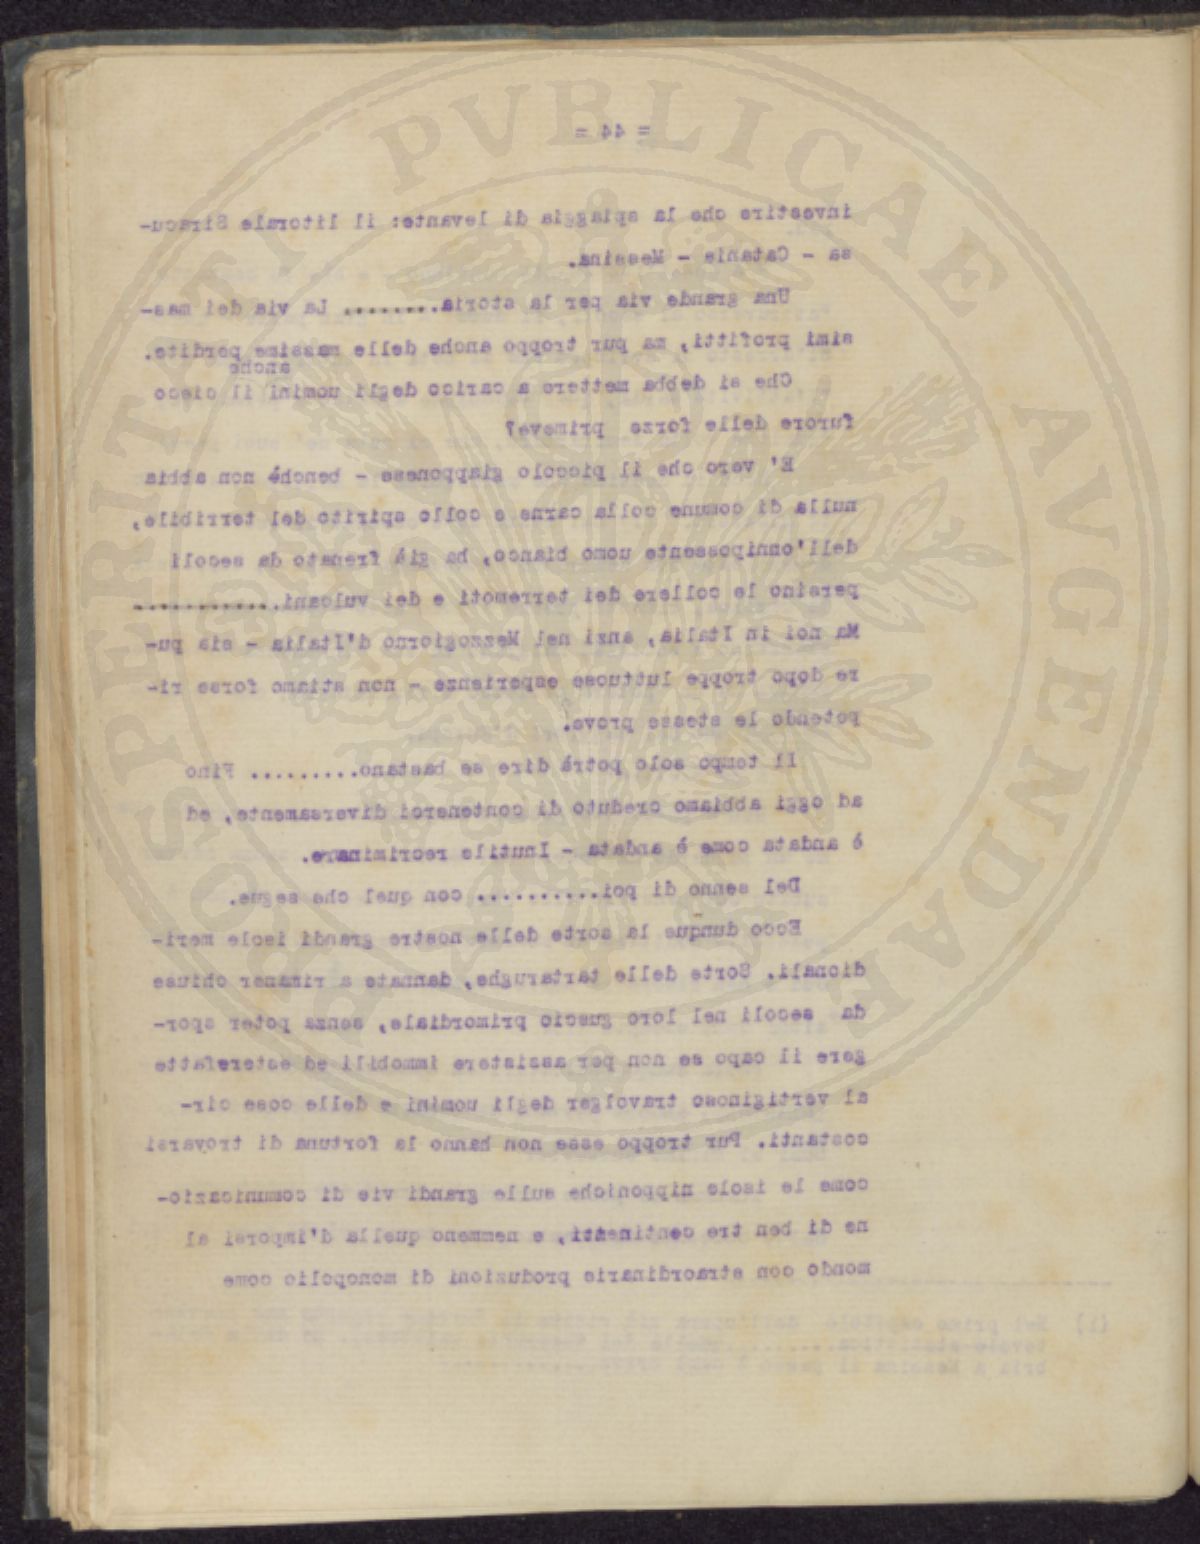 = 44 =
investire che la spiaggia di levante: il litorale Siracu-
sa - Catania - Messina.
Una grande via per la storia........ La via dei mas-
simi profitti, ma pur troppo anche delle massime perdite.
anche
Che si debba mettere a carico degli uomini il cieco
furore delle forze primeve?
E' vero che il piccolo giapponese - benchè non abbia
nulla di comune colla carne e collo spirito del terribile,
dell'onnipossente uomo bianco, ha già frenato da secoli
persino le collere dei terremoti e dei vulcani...........
Ma noi in Italia, anzi nel Mezzogiorno d'Italia - sia pu-
re dopo troppe luttuose esperienze - non stiamo forse ri-
petendo le stesse prove.
Il tempo solo potrà dire se bastano......... Fino
ad oggi abbiamo creduto di contenerci diversamente, ed
è andata come è andata - Inutile recriminare.
Del senno di poi........... con quel che segue.
Ecco dunque la sorte delle nostre grandi isole meri-
dionali. Sorte delle tartarughe, dannate a rimaner chiuse
da secoli nel loro guscio primordiale, senza poter spor-
gere il capo se non per assistere immobili ed esterefatte
al vertiginoso travolger degli uomini e delle cose cir-
costanti. Pur troppo esse non hanno la fortuna di trovarsi
come le isole nipponiche sulle grandi vie di comunicazio-
ne di ben tre continenti, e nemmeno quella d'imporsi al
mondo con straordinarie produzioni di monopolio come
(1) Nel primo capitolo
bria a Messina il
PROSPERITATI PVBLICAE AVGENDAE